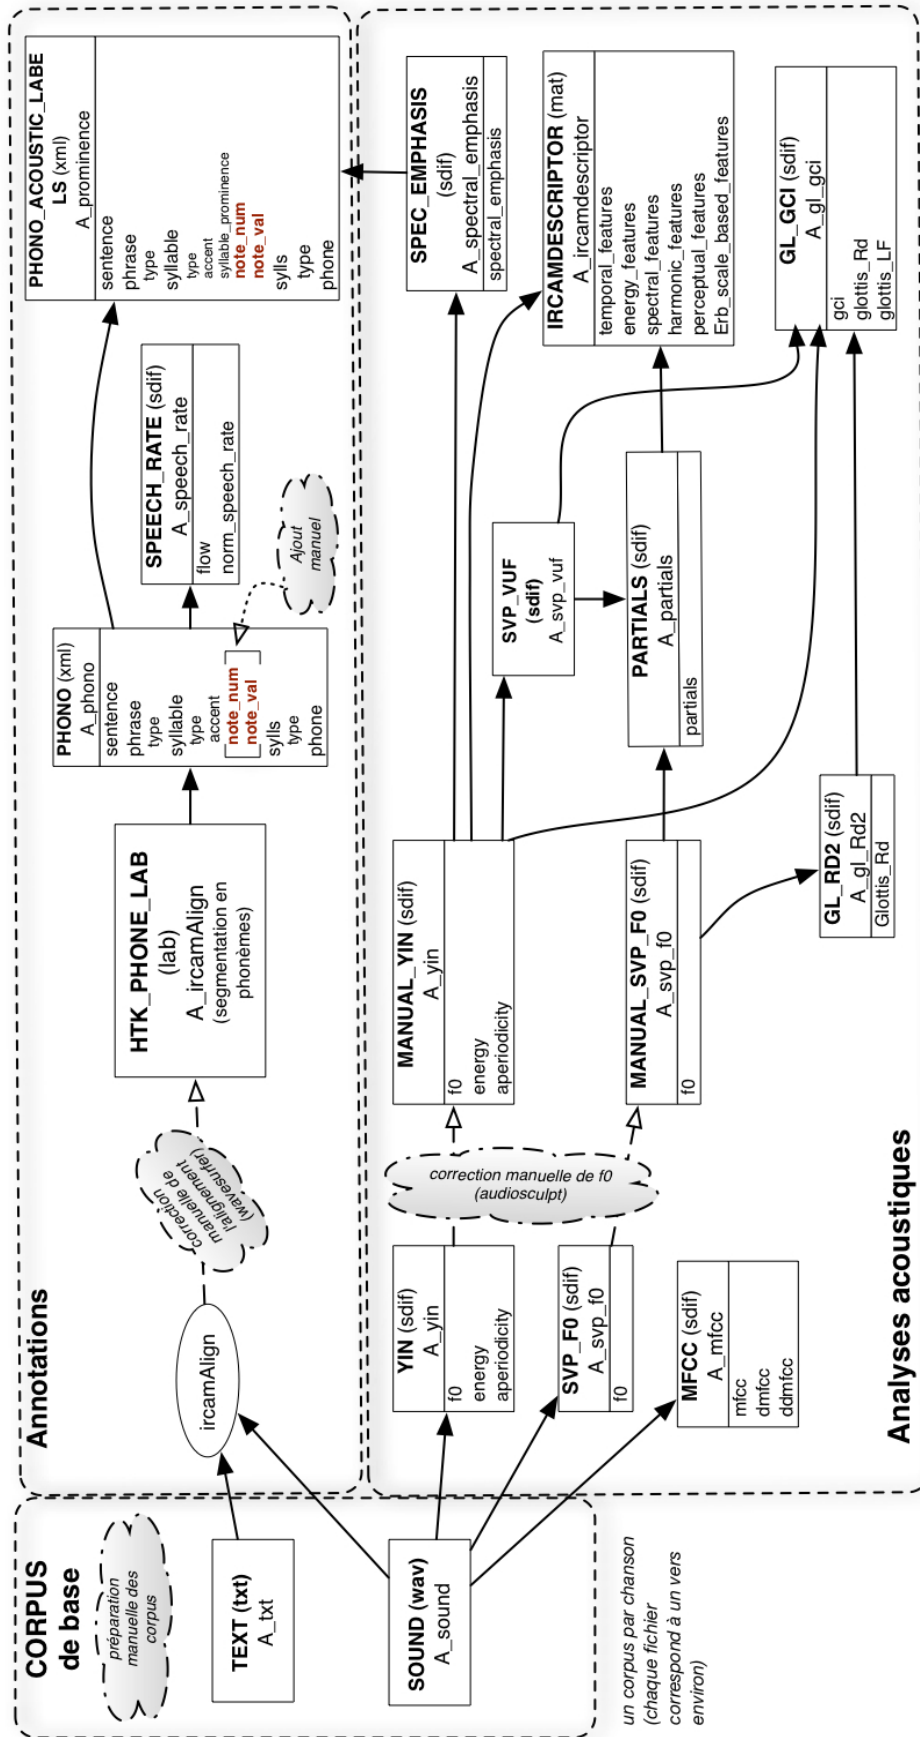 CORPUS
de base
préparation
manuelle des
corpus
TEXT (txt)
A_txt
SOUND (wav)
A_sound
un corpus par chanson
(chaque fichier
correspond à un vers
environ)
Annotations
ircamAlign
correction
manuelle de
l'alignement
(wavesurfer)
HTK_PHONE_LAB
(lab)
A_ircamAlign
(segmentation en
phonèmes)
PHONO (xml)
A_phono
sentence
phrase
type
syllable
type
accent
note_num
note_val
sylls
type
phone
Ajout
manuel
SPEECH_RATE (sdif)
A_speech_rate
flow
norm_speech_rate
PHONO_ACOUSTIC_LABE
LS (xml)
A_prominence
sentence
phrase
type
syllable
type
accent
syllable_prominence
note_num
note_val
sylls
type
phone
Analyses acoustiques
YIN (sdif)
A_yin
f0
energy
aperiodicity
SVP_F0 (sdif)
A_svp_f0
f0
MFCC (sdif)
A_mfcc
mfcc
dmfcc
ddmfcc
correction manuelle de f0
(audiosculpt)
MANUAL_YIN (sdif)
A_yin
f0
energy
aperiodicity
MANUAL_SVP_F0 (sdif)
A_svp_f0
f0
SVP_VUF
(sdif)
A_svp_vuf
PARTIALS (sdif)
A_partials
partials
GL_RD2 (sdif)
A_gl_Rd2
Glottis_Rd
SPEC_EMPHASIS
(sdif)
A_spectral_emphasis
spectral_emphasis
IRCAMDESCRIPTOR (mat)
A_ircamdescriptor
temporal_features
energy_features
spectral_features
harmonic_features
perceptual_features
Erb_scale_based_features
GL_GCI (sdif)
A_gl_gci
gci
glottis_Rd
glottis_LF